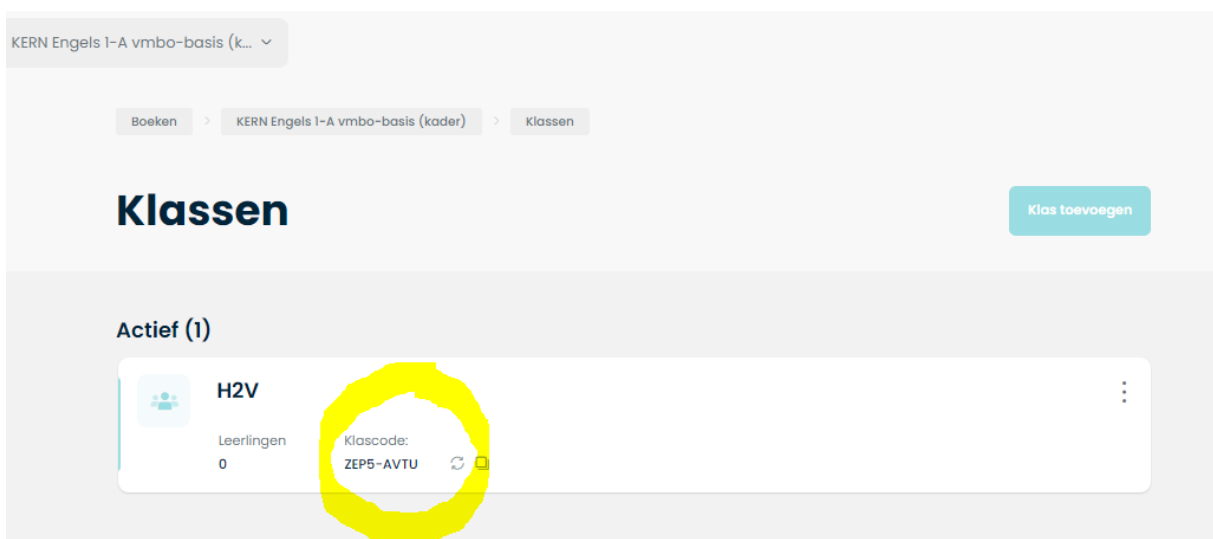 KERN Engels 1-A vmbo-basis (k...
Boeken > KERN Engels 1-A vmbo-basis (kader) > Klassen
Klassen
Klas toevoegen
Actief (1)
H2V
Leerlingen Klascode:
0 ZEP5-AVTU